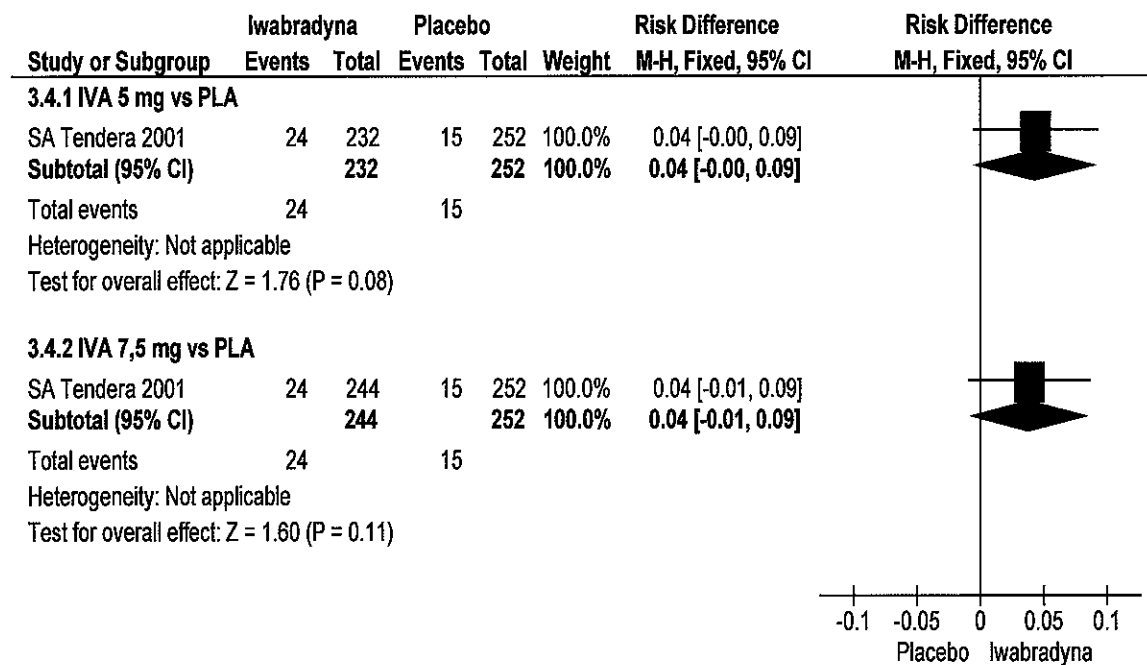 Iwabradyna Placebo Risk Difference Risk Difference
Study or Subgroup Events Total Events Total Weight M-H, Fixed, 95% CI M-H, Fixed, 95% CI
3.4.1 IVA 5 mg vs PLA
SA Tendera 2001 24 232 15 252 100.0% 0.04 [-0.00, 0.09]
Subtotal (95% CI) 232 252 100.0% 0.04 [-0.00, 0.09]
Total events 24 15
Heterogeneity: Not applicable
Test for overall effect: Z = 1.76 (P = 0.08)
3.4.2 IVA 7,5 mg vs PLA
SA Tendera 2001 24 244 15 252 100.0% 0.04 [-0.01, 0.09]
Subtotal (95% CI) 244 252 100.0% 0.04 [-0.01, 0.09]
Total events 24 15
Heterogeneity: Not applicable
Test for overall effect: Z = 1.60 (P = 0.11)
-0.1 -0.05 0 0.05 0.1
Placebo Iwabradyna